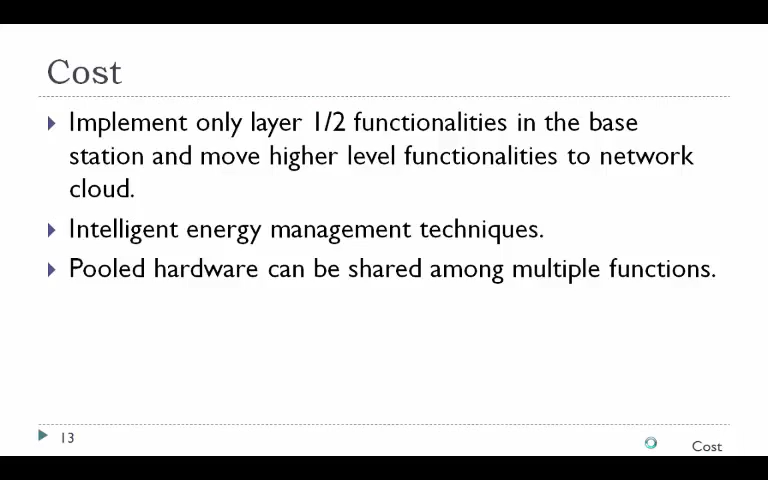 Cost
Implement only layer 1/2 functionalities in the base
station and move higher level functionalities to network
cloud.
Intelligent energy management techniques.
Pooled hardware can be shared among multiple functions.
13
Cost